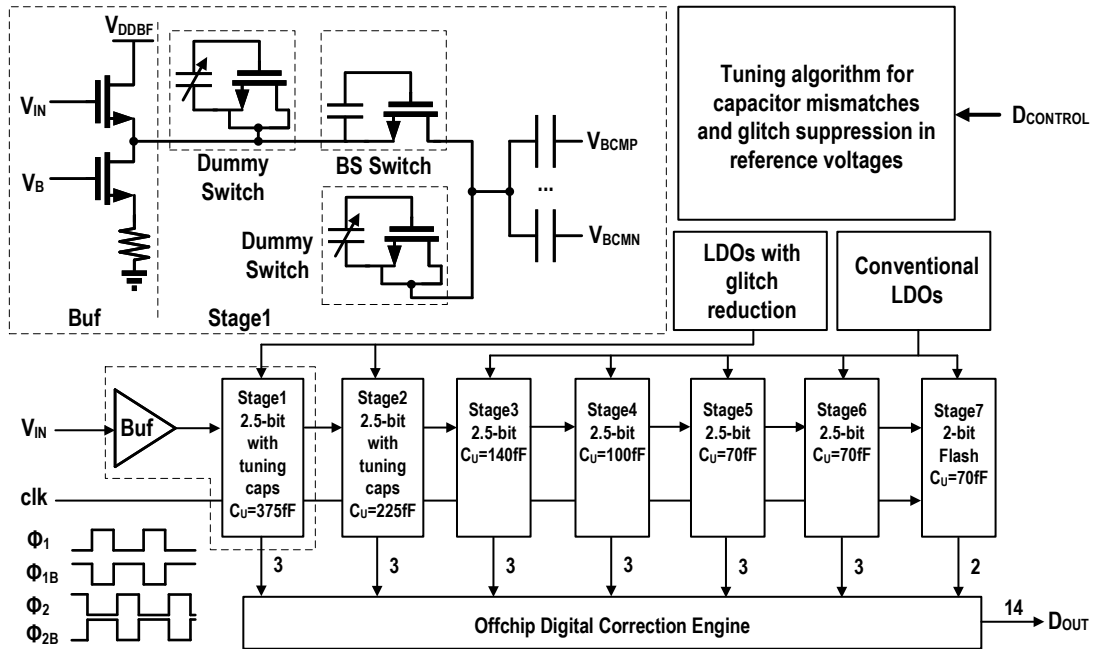 VDDBF
VIN
VB
Dummy
Switch
BS Switch
Dummy
Switch
VBCMP
...
VBCMN
Buf
Stage1
Tuning algorithm for
capacitor mismatches
and glitch suppression in
reference voltages
DCONTROL
LDOs with
glitch
reduction
Conventional
LDOs
VIN
Buf
Stage1
2.5-bit
with
tuning
caps
CU=375fF
Stage2
2.5-bit
with
tuning
caps
CU=225fF
Stage3
2.5-bit
CU=140fF
Stage4
2.5-bit
CU=100fF
Stage5
2.5-bit
CU=70fF
Stage6
2.5-bit
CU=70fF
Stage7
2-bit
Flash
CU=70fF
clk
Φ1
Φ1B
Φ2
Φ2B
3
3
3
3
3
3
2
Offchip Digital Correction Engine
14
DOUT